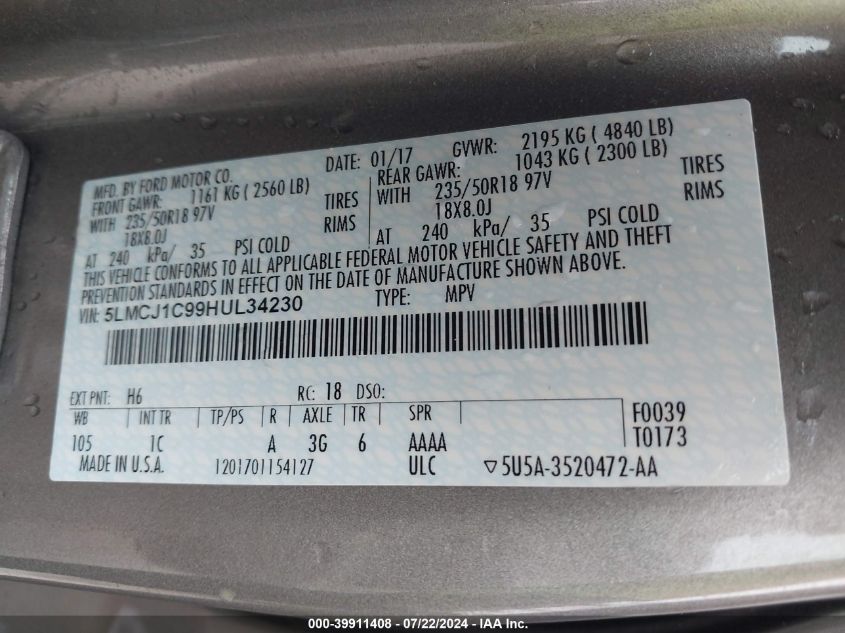 MFD. BY FORD MOTOR CO. DATE: 01/17 GVWR: 2195 KG ( 4840 LB)
FRONT GAWR: 1161 KG ( 2560 LB) REAR GAWR: 1043 KG ( 2300 LB)
WITH 235/50R18 97V TIRES WITH 235/50R18 97V TIRES
18X8.0J RIMS 18X8.0J RIMS
AT 240 kPa/ 35 PSI COLD AT 240 kPa/ 35 PSI COLD
THIS VEHICLE CONFORMS TO ALL APPLICABLE FEDERAL MOTOR VEHICLE SAFETY AND THEFT
PREVENTION STANDARDS IN EFFECT ON THE DATE OF MANUFACTURE SHOWN ABOVE.
VIN: 5LMCJ1C99HUL34230 TYPE: MPV
EXT PNT: H6 RC: 18 DSO:
WB INT TR TP/PS R AXLE TR SPR F0039
105 1C A 3G 6 AAAA T0173
MADE IN U.S.A. 1201701154127 ULC ▽5U5A-3520472-AA
000-39911408 - 07/22/2024 - IAA Inc.